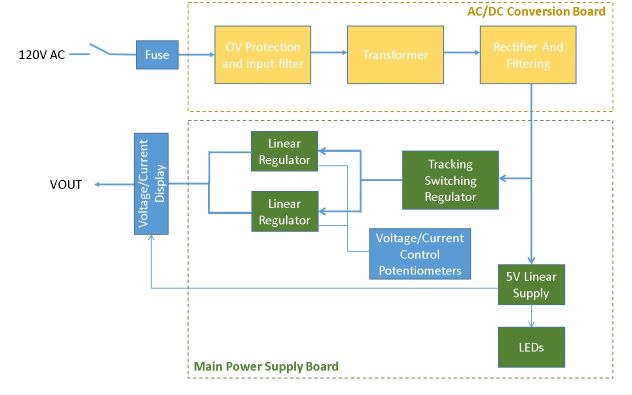 AC/DC Conversion Board
120V AC
Fuse
OV Protection
and input filter
Transformer
Rectifier And
Filtering
VOUT
Voltage/Current
Display
Linear
Regulator
Linear
Regulator
Tracking
Switching
Regulator
Voltage/Current
Control
Potentiometers
5V Linear
Supply
LEDs
Main Power Supply Board